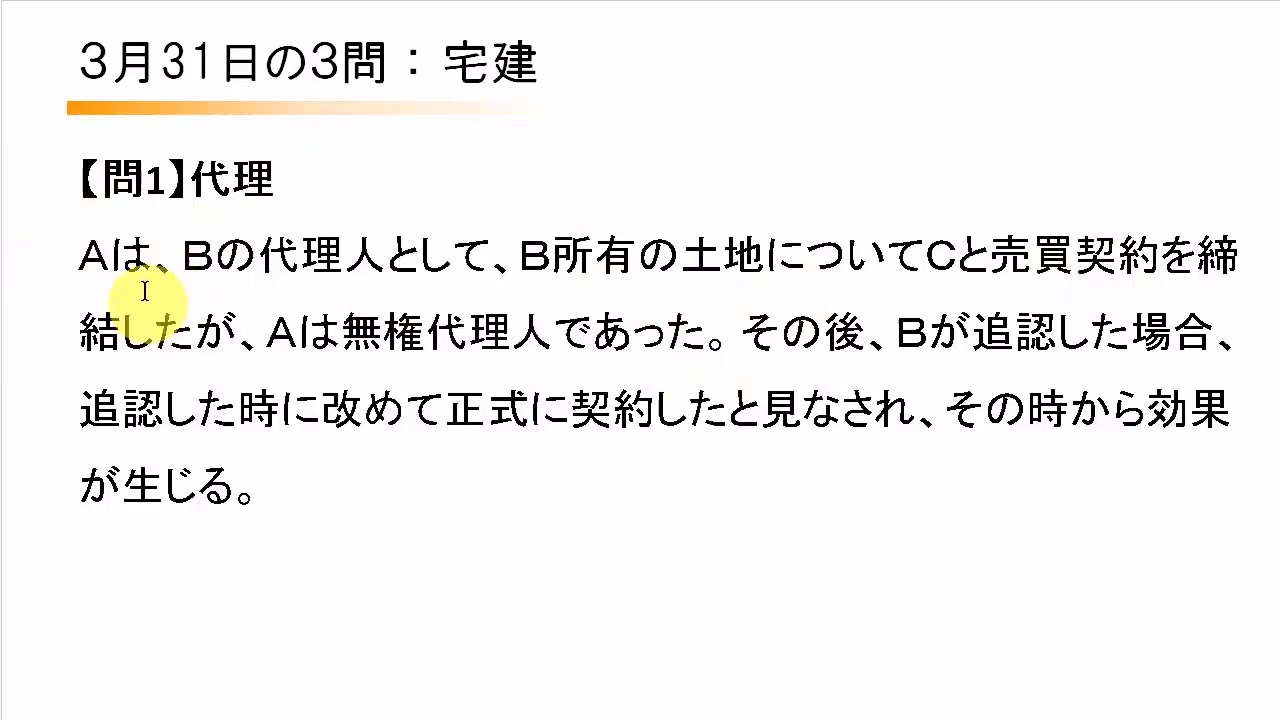 ３月31日の３問：宅建
【問1】代理
Ａは、Ｂの代理人として、Ｂ所有の土地についてＣと売買契約を締
結したが、Ａは無権代理人であった。その後、Ｂが追認した場合、
追認した時に改めて正式に契約したと見なされ、その時から効果
が生じる。